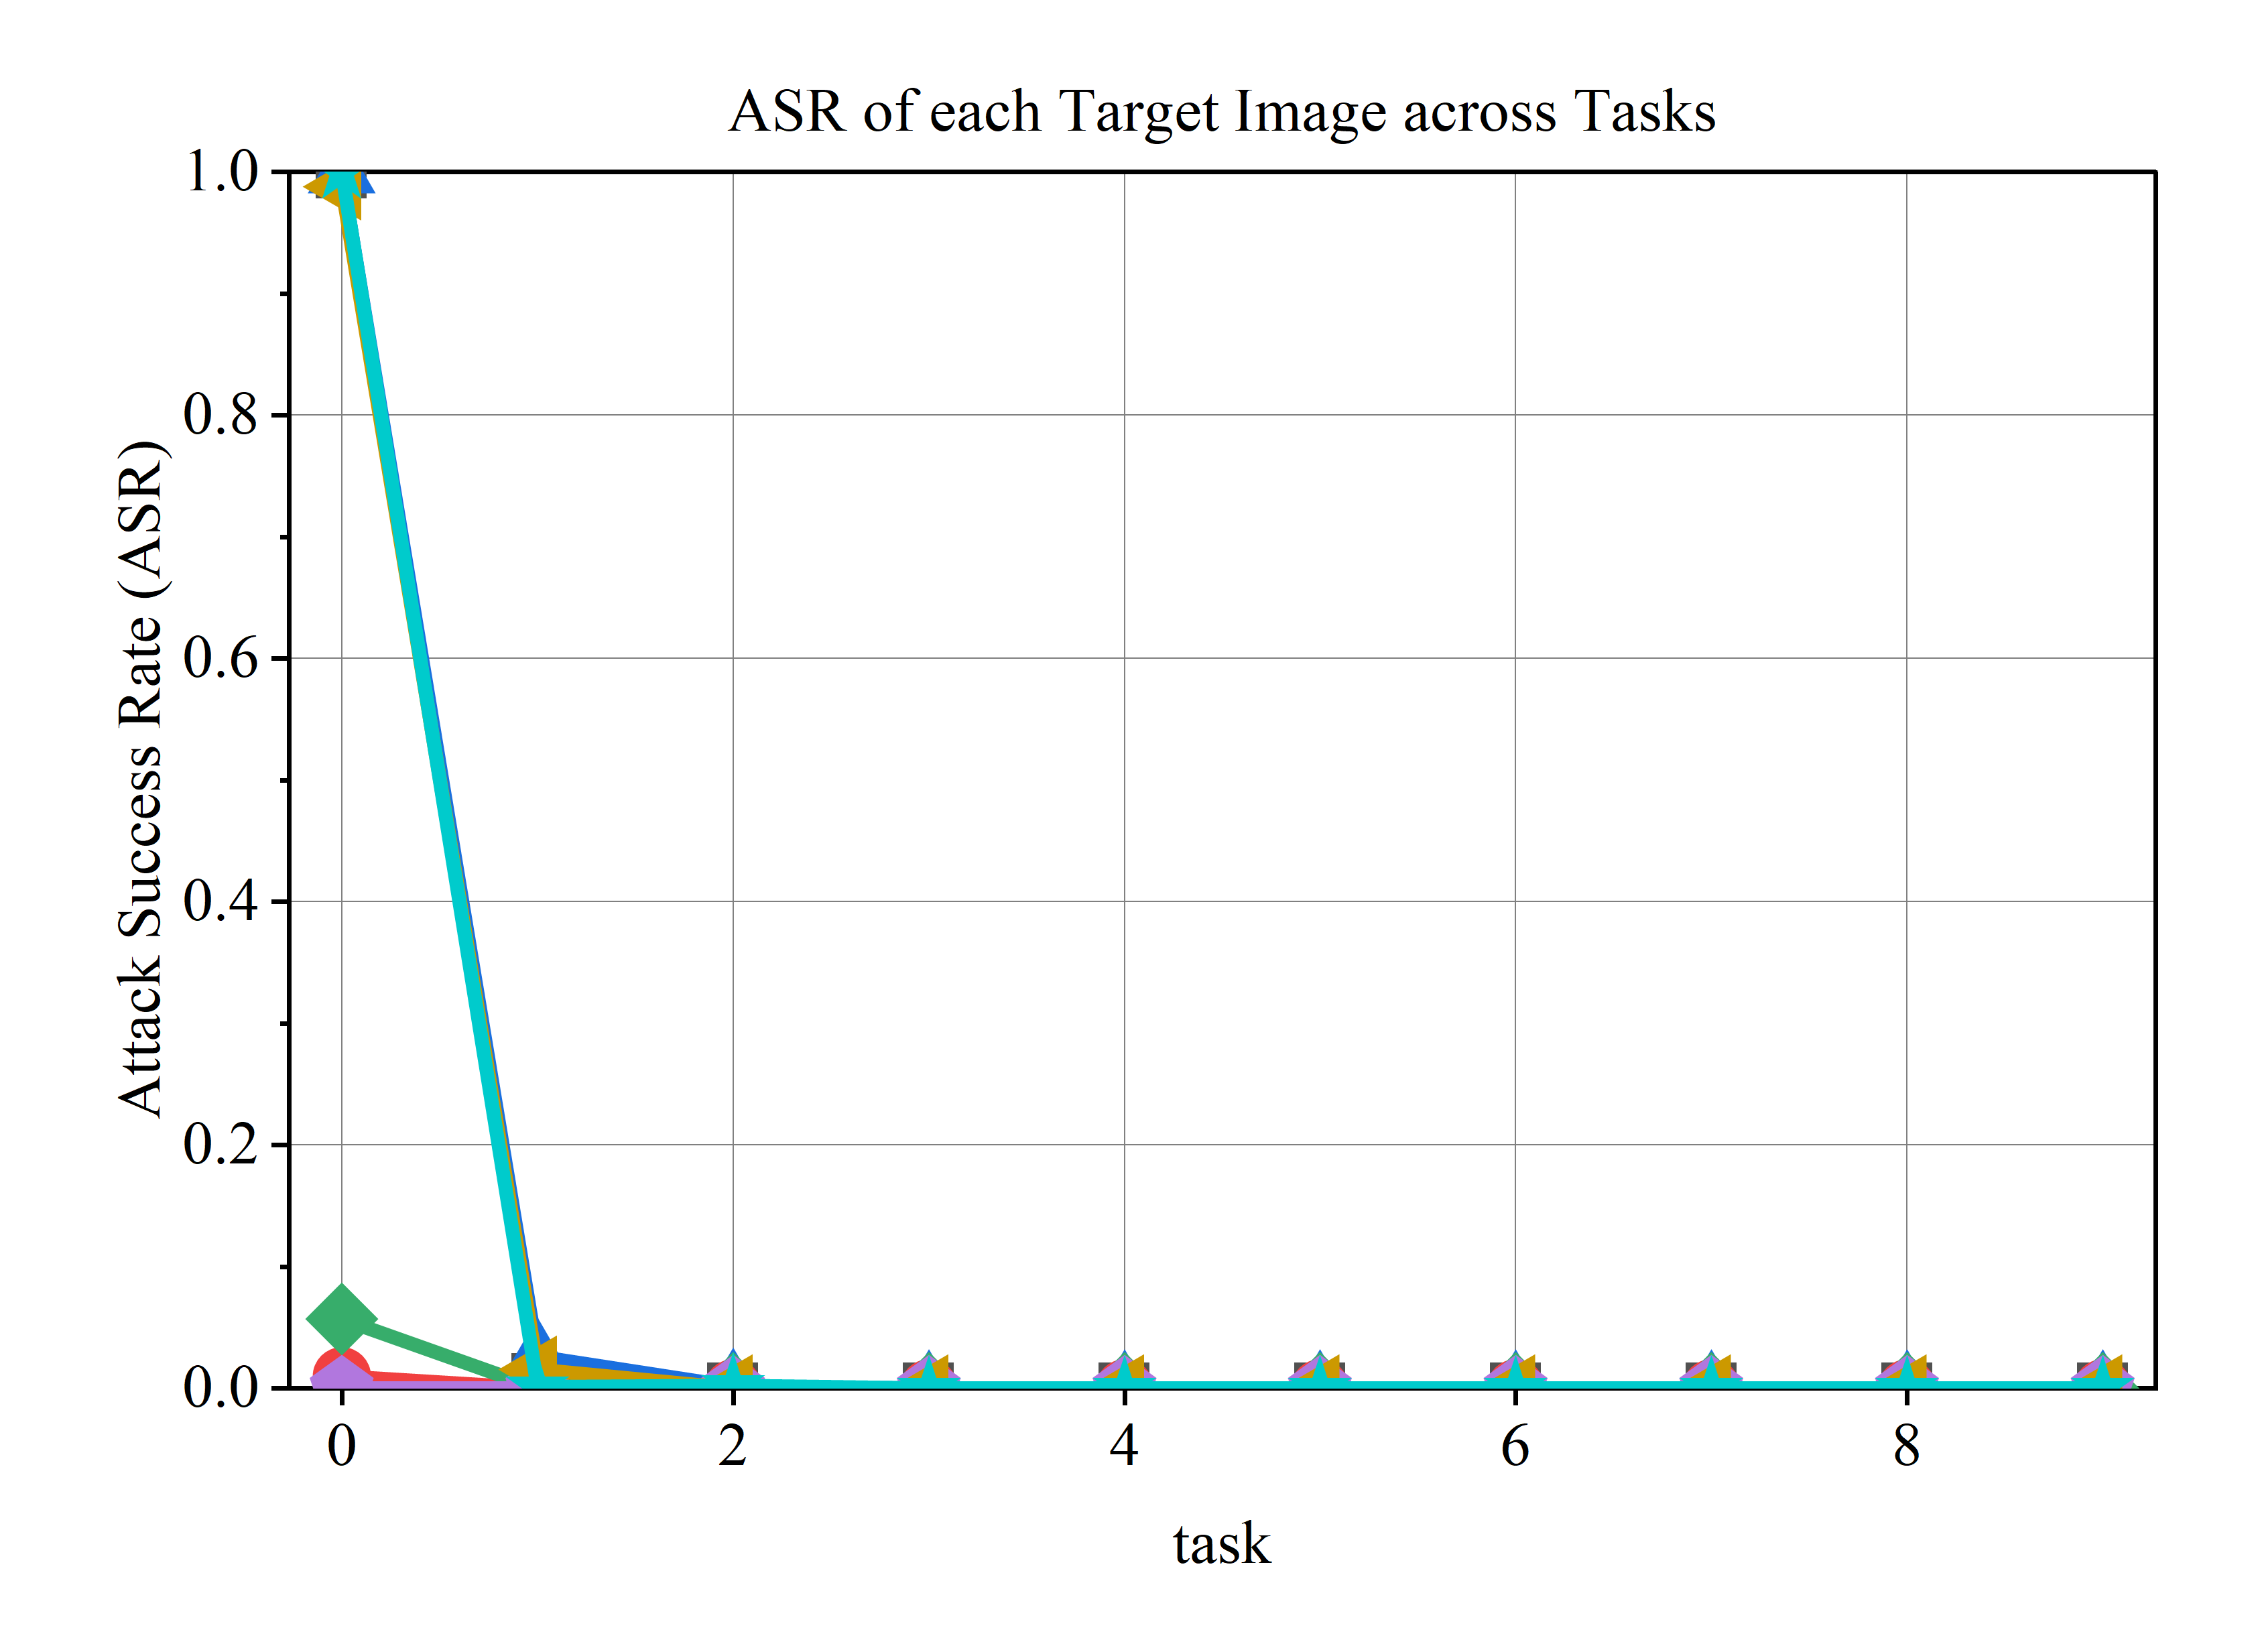 ASR of each Target Image across Tasks
Attack Success Rate (ASR)
1.0
0.8
0.6
0.4
0.2
0.0
0 2 4 6 8
task